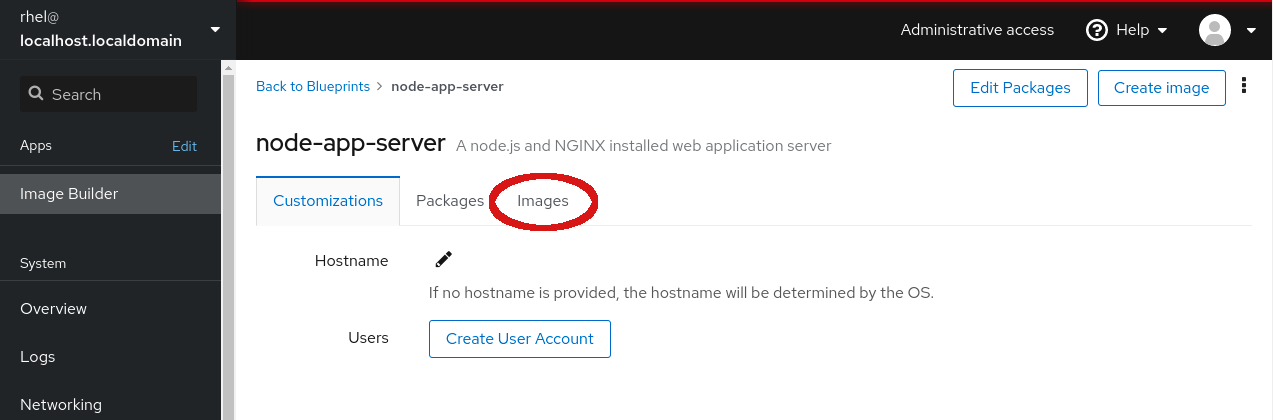 rhel@
localhost.localdomain
Administrative access
Help
Search
Apps
Edit
Image Builder
System
Overview
Logs
Networking
Back to Blueprints > node-app-server
Edit Packages
Create image
node-app-server A node.js and NGINX installed web application server
Customizations
Packages
Images
Hostname
If no hostname is provided, the hostname will be determined by the OS.
Users
Create User Account